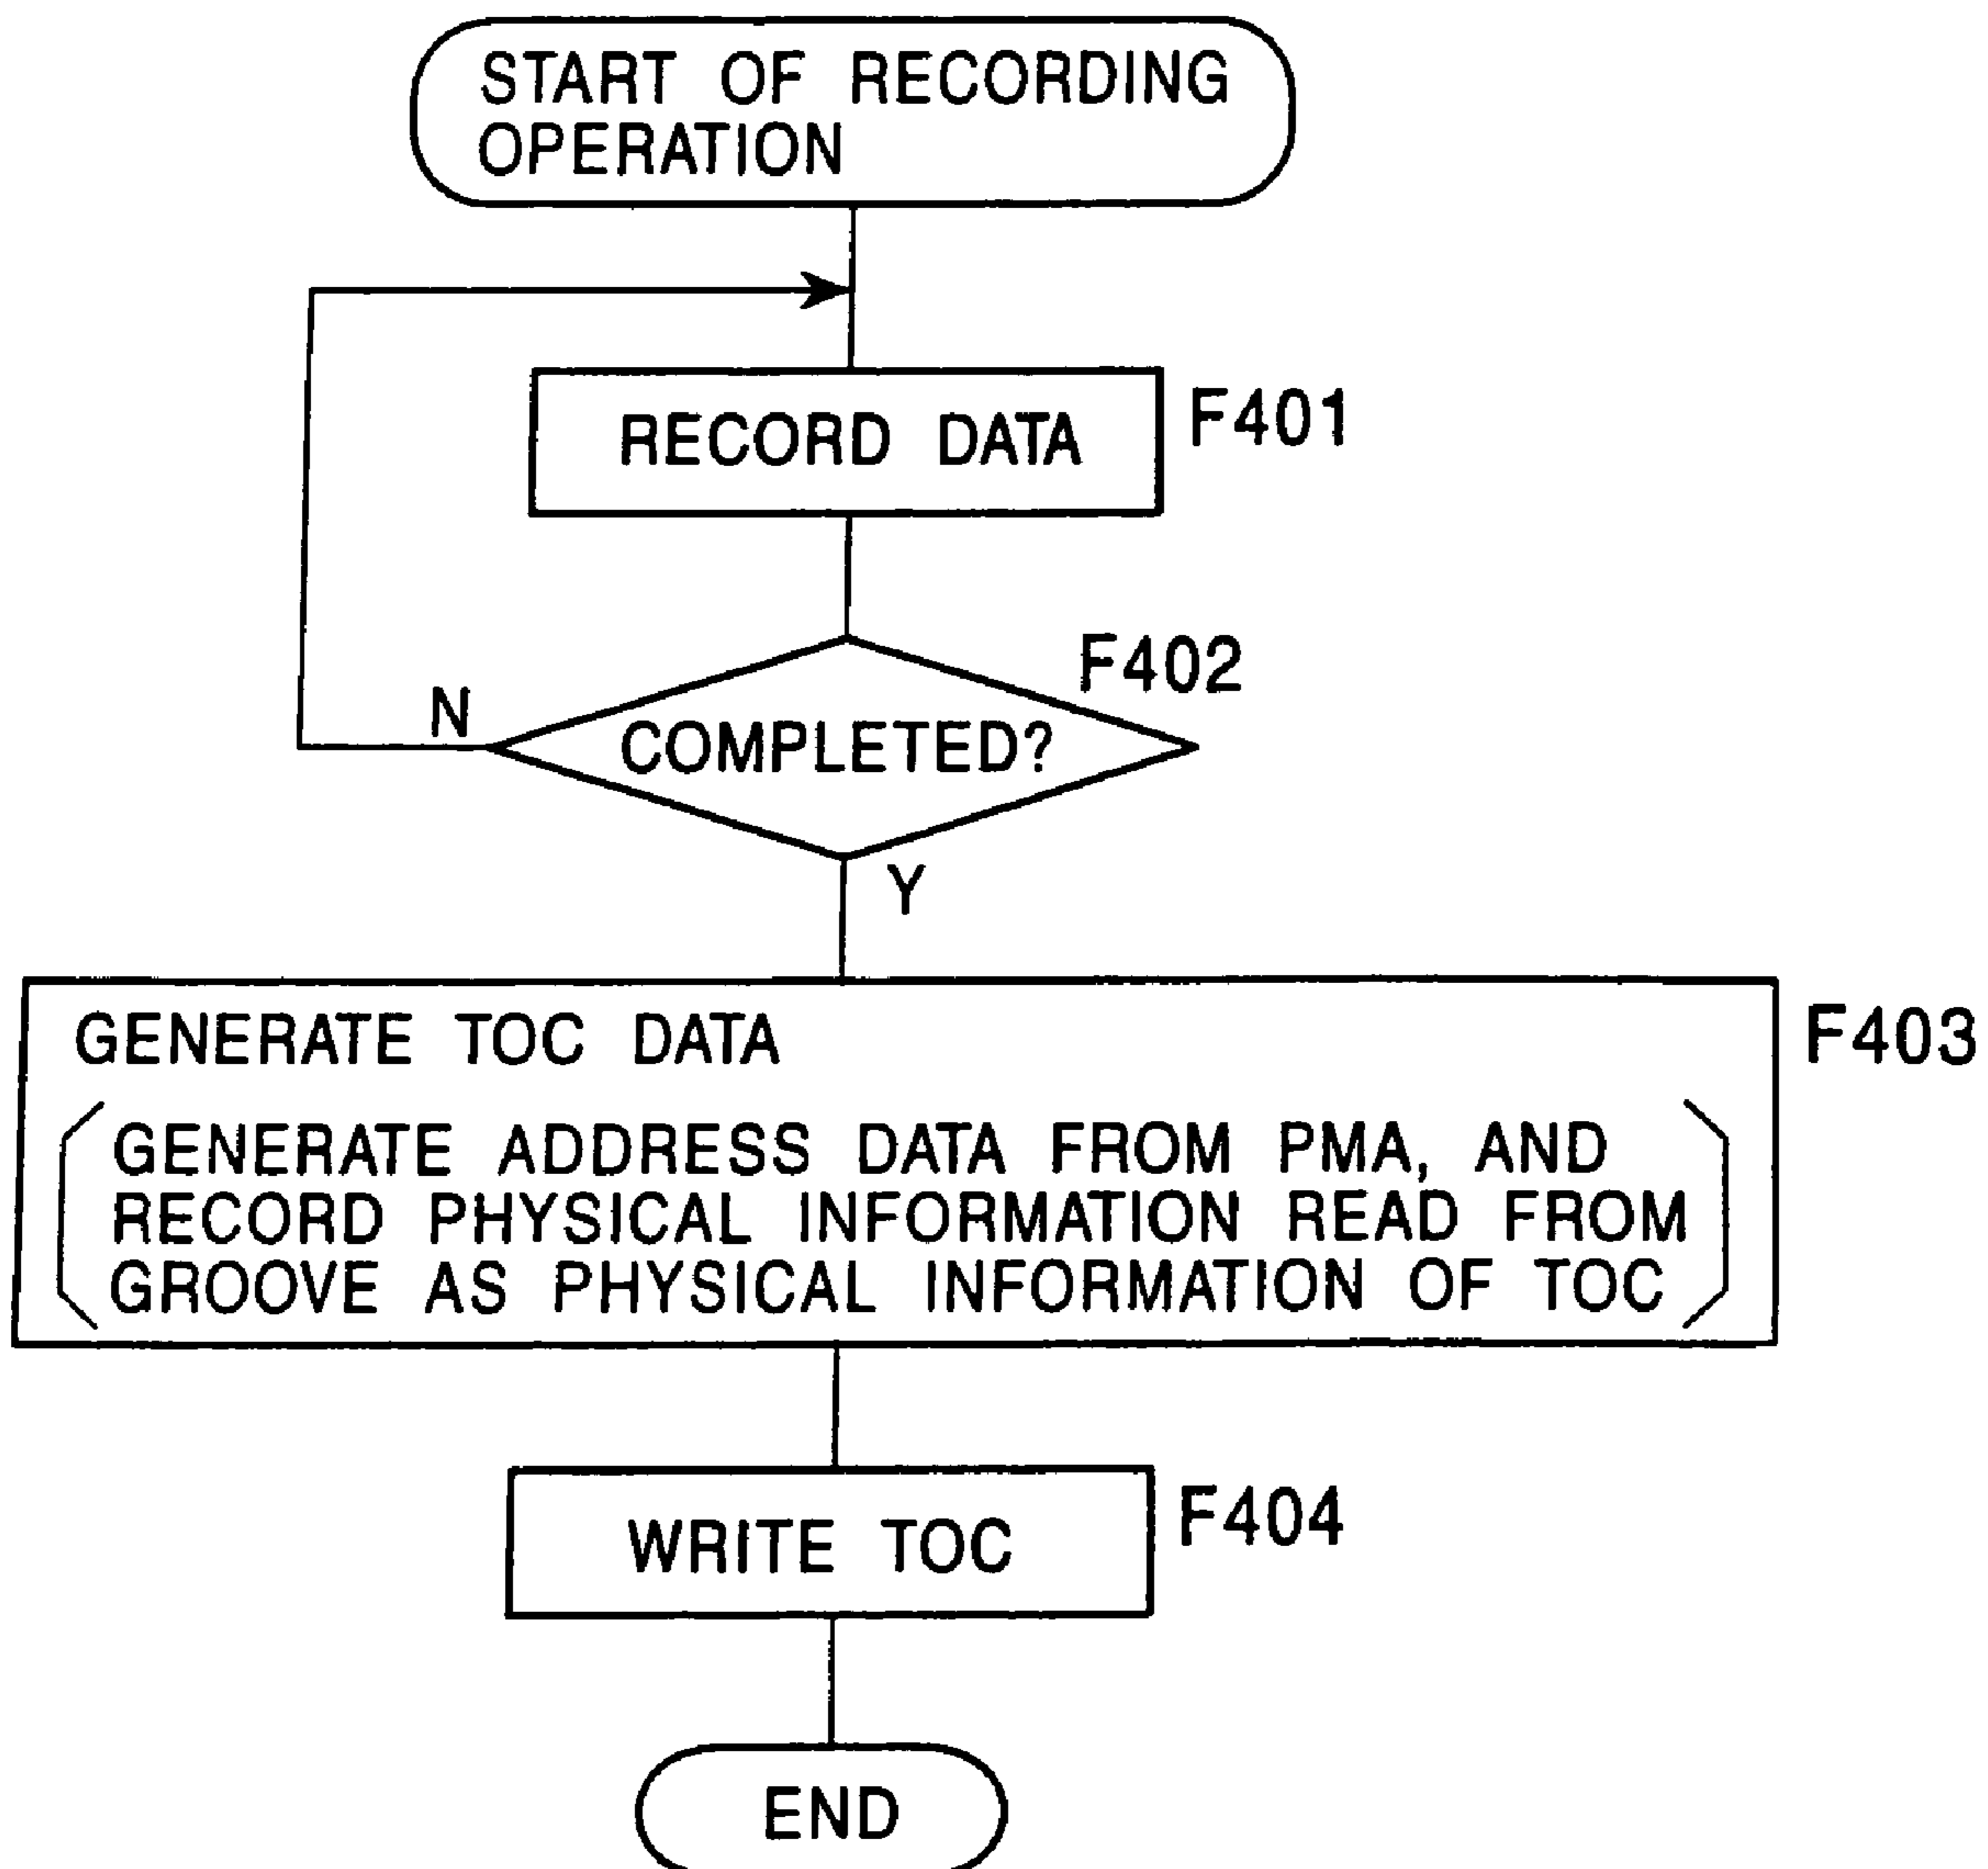 START OF RECORDING
OPERATION
RECORD DATA
F401
F402
N
COMPLETED?
Y
GENERATE TOC DATA
F403
GENERATE ADDRESS DATA FROM PMA, AND
RECORD PHYSICAL INFORMATION READ FROM
GROOVE AS PHYSICAL INFORMATION OF TOC
WRITE TOC
F404
END